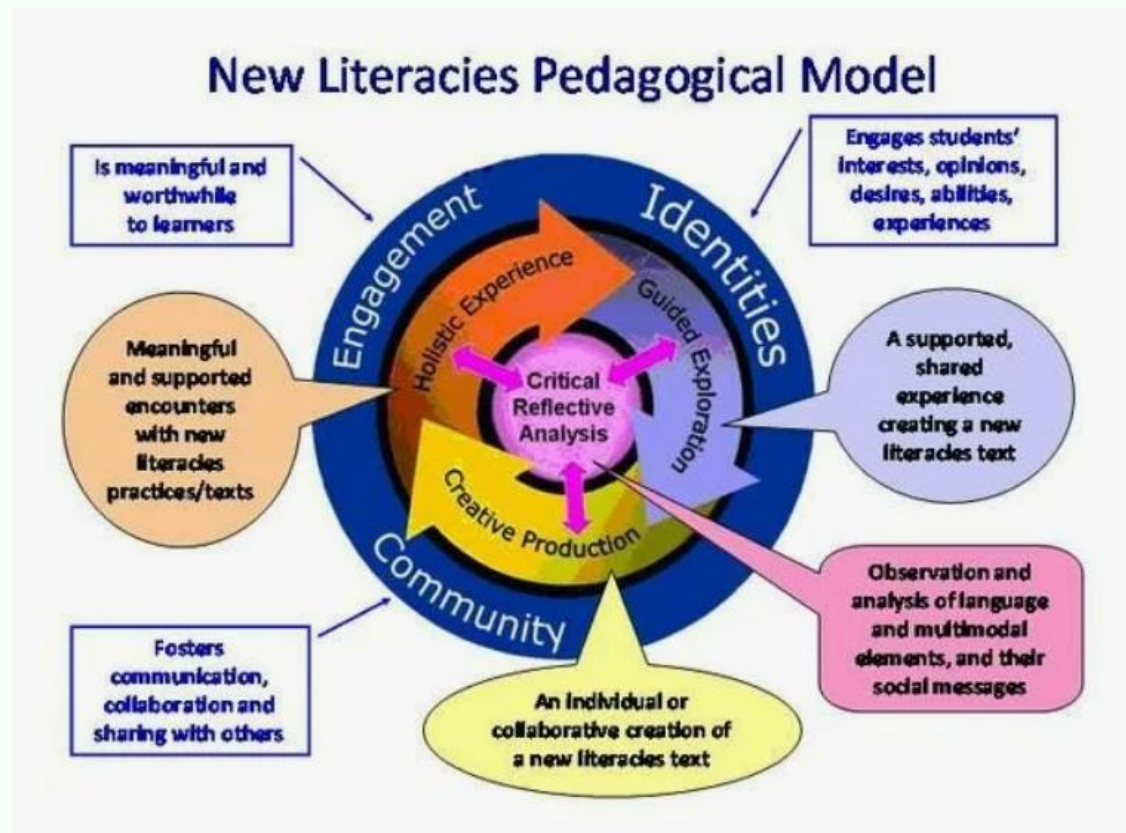 New Literacies Pedagogical Model
Is meaningful and
worthwhile
to learners
Engages students'
interests, opinions,
desires, abilities,
experiences
Engagement
Identities
Holistic Experience
Guided Exploration
Meaningful
and supported
encounters
with new
literacies
practices/texts
Critical
Reflective
Analysis
A supported,
shared
experience
creating a new
literacies text
Creative Production
Community
Observation and
analysis of language
and multimodal
elements, and their
social messages
Fosters
communication,
collaboration and
sharing with others
An individual or
collaborative creation of
a new literacies text